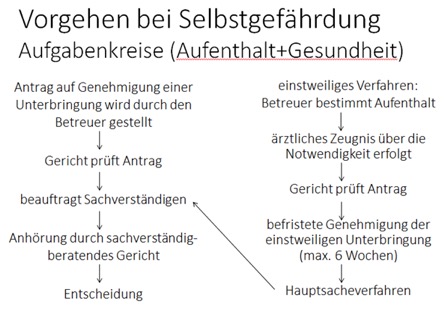 Vorgehen bei Selbstgefährdung
Aufgabenkreise (Aufenthalt+Gesundheit)
Antrag auf Genehmigung einer
Unterbringung wird durch den
Betreuer gestellt
Gericht prüft Antrag
beauftragt Sachverständigen
Anhörung durch sachverständig-
beratendes Gericht
Entscheidung
einstweiliges Verfahren:
Betreuer bestimmt Aufenthalt
ärztliches Zeugnis über die
Notwendigkeit erfolgt
Gericht prüft Antrag
befristete Genehmigung der
einstweiligen Unterbringung
(max. 6 Wochen)
Hauptsacheverfahren